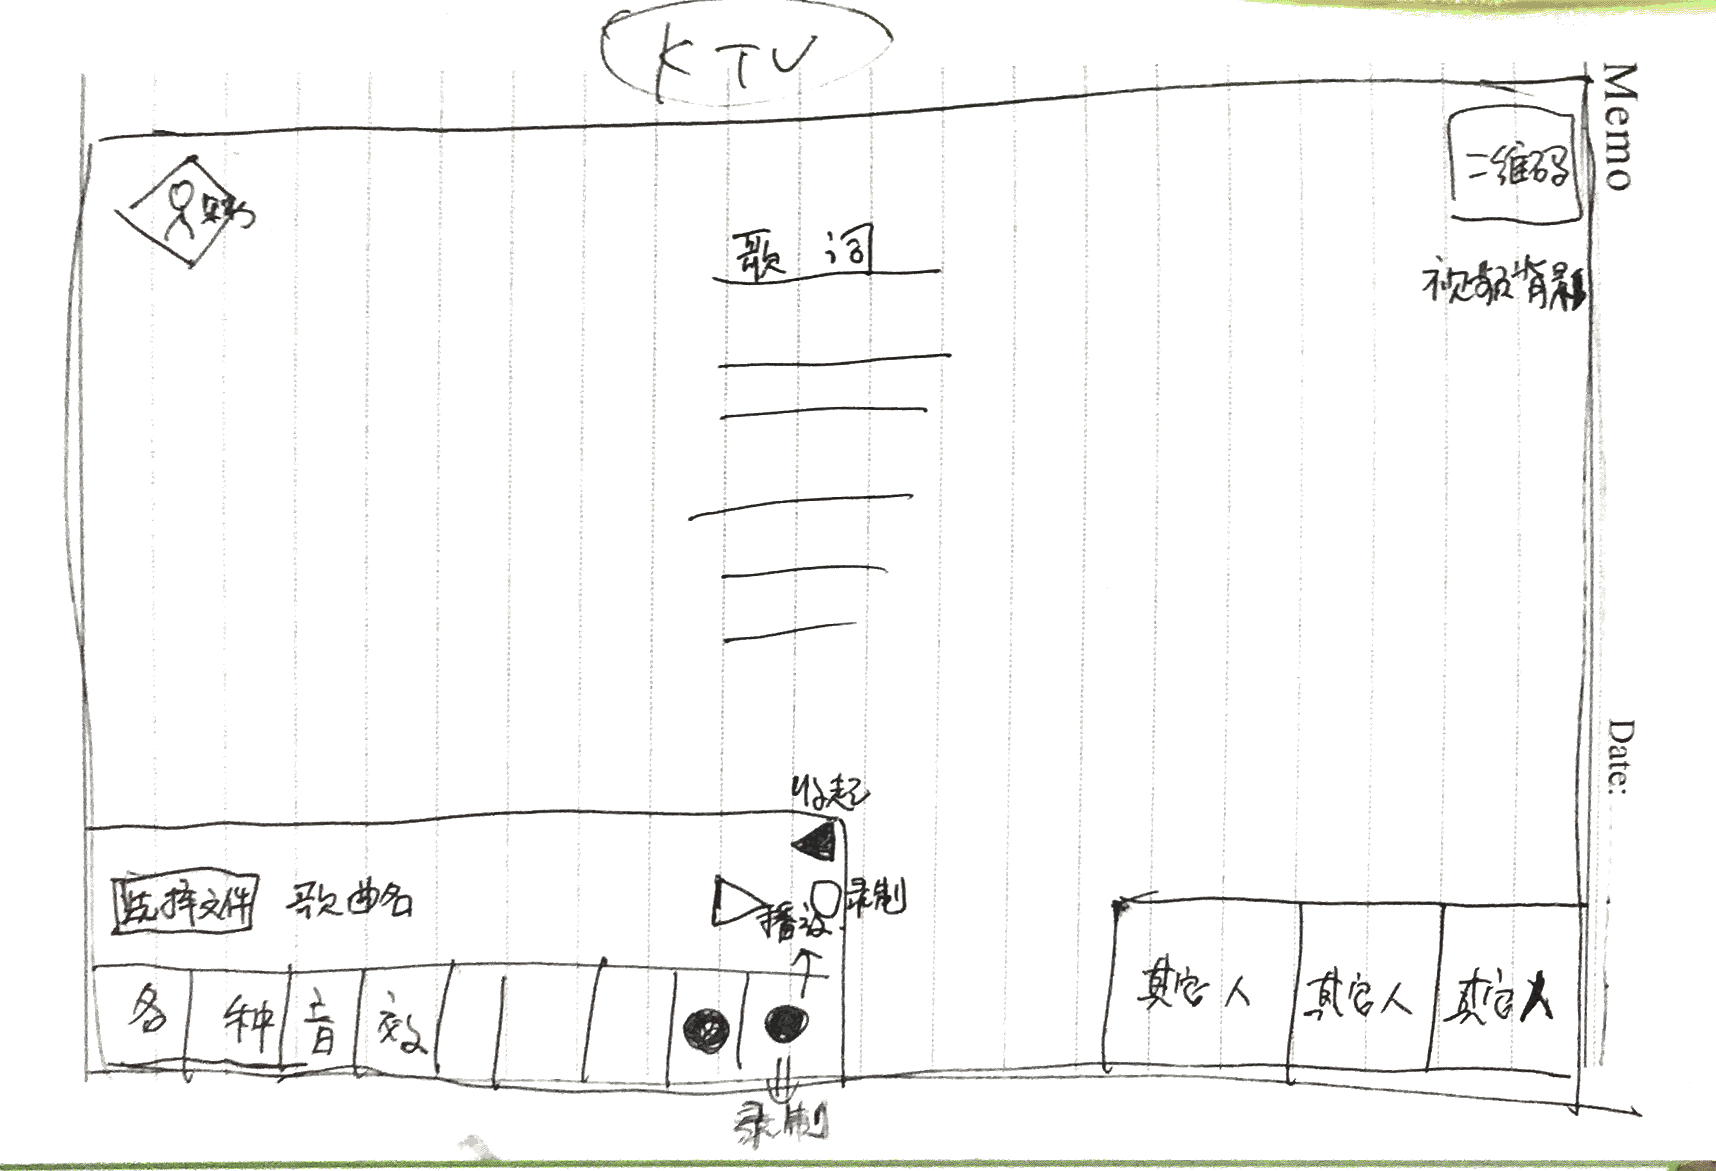 KTV
Memo
二维码
歌词
视频背景
Date:
收起
选择文件 歌曲名
播放
录制
各种音效
其它人 其它人 其它人
录制